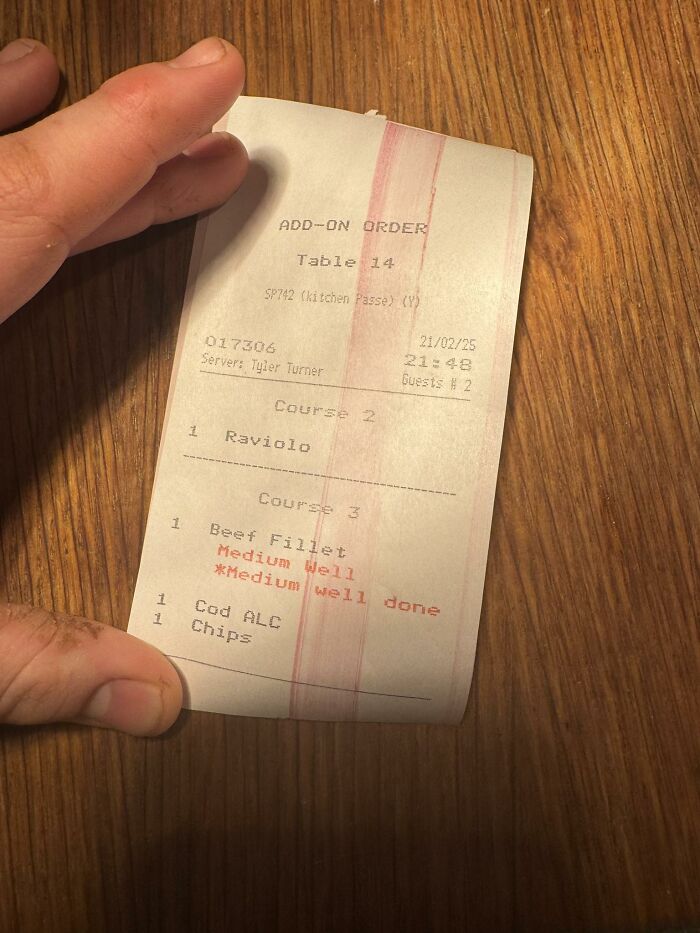 ADD-ON ORDER
Table 14
SP742 (kitchen Passe) (Y)
017306 21/02/25
21:48
Server: Tyler Turner Guests # 2
Course 2
1 Raviolo
Course 3
1 Beef Fillet
Medium Well
*Medium well done
1 Cod ALC
1 Chips